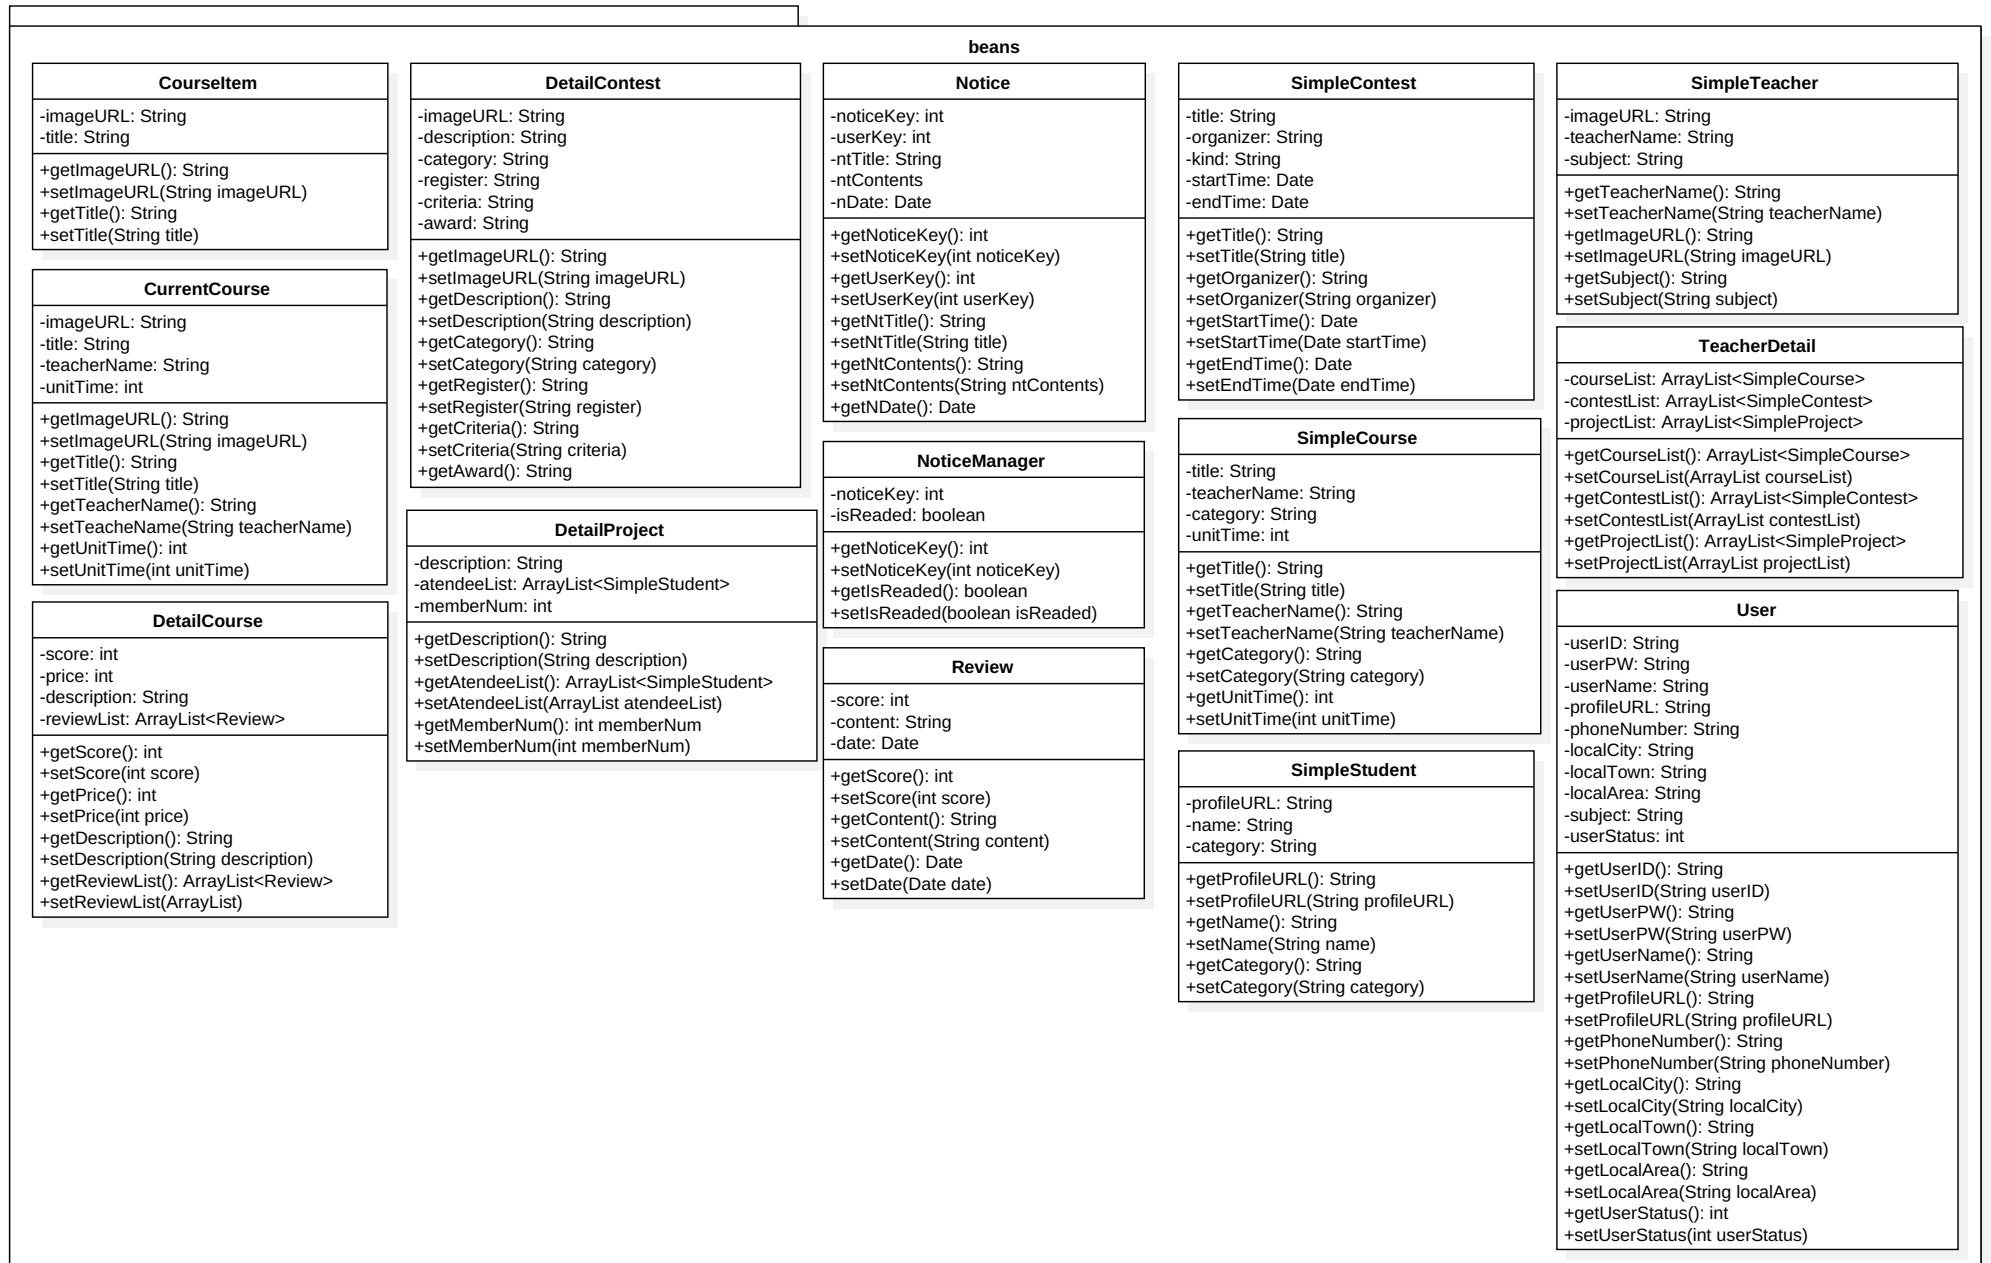 beans
CourseItem
-imageURL: String
-title: String
+getImageURL(): String
+setImageURL(String imageURL)
+getTitle(): String
+setTitle(String title)
CurrentCourse
-imageURL: String
-title: String
-teacherName: String
-unitTime: int
+getImageURL(): String
+setImageURL(String imageURL)
+getTitle(): String
+setTitle(String title)
+getTeacherName(): String
+setTeacheName(String teacherName)
+getUnitTime(): int
+setUnitTime(int unitTime)
DetailCourse
-score: int
-price: int
-description: String
-reviewList: ArrayList<Review>
+getScore(): int
+setScore(int score)
+getPrice(): int
+setPrice(int price)
+getDescription(): String
+setDescription(String description)
+getReviewList(): ArrayList<Review>
+setReviewList(ArrayList)
DetailContest
-imageURL: String
-description: String
-category: String
-register: String
-criteria: String
-award: String
+getImageURL(): String
+setImageURL(String imageURL)
+getDescription(): String
+setDescription(String description)
+getCategory(): String
+setCategory(String category)
+getRegister(): String
+setRegister(String register)
+getCriteria(): String
+setCriteria(String criteria)
+getAward(): String
DetailProject
-description: String
-atendeeList: ArrayList<SimpleStudent>
-memberNum: int
+getDescription(): String
+setDescription(String description)
+getAtendeeList(): ArrayList<SimpleStudent>
+setAtendeeList(ArrayList atendeeList)
+getMemberNum(): int memberNum
+setMemberNum(int memberNum)
Notice
-noticeKey: int
-userKey: int
-ntTitle: String
-ntContents
-nDate: Date
+getNoticeKey(): int
+setNoticeKey(int noticeKey)
+getUserKey(): int
+setUserKey(int userKey)
+getNtTitle(): String
+setNtTitle(String title)
+getNtContents(): String
+setNtContents(String ntContents)
+getNDate(): Date
NoticeManager
-noticeKey: int
-isReaded: boolean
+getNoticeKey(): int
+setNoticeKey(int noticeKey)
+getIsReaded(): boolean
+setIsReaded(boolean isReaded)
Review
-score: int
-content: String
-date: Date
+getScore(): int
+setScore(int score)
+getContent(): String
+setContent(String content)
+getDate(): Date
+setDate(Date date)
SimpleContest
-title: String
-organizer: String
-kind: String
-startTime: Date
-endTime: Date
+getTitle(): String
+setTitle(String title)
+getOrganizer(): String
+setOrganizer(String organizer)
+getStartTime(): Date
+setStartTime(Date startTime)
+getEndTime(): Date
+setEndTime(Date endTime)
SimpleCourse
-title: String
-teacherName: String
-category: String
-unitTime: int
+getTitle(): String
+setTitle(String title)
+getTeacherName(): String
+setTeacherName(String teacherName)
+getCategory(): String
+setCategory(String category)
+getUnitTime(): int
+setUnitTime(int unitTime)
SimpleStudent
-profileURL: String
-name: String
-category: String
+getProfileURL(): String
+setProfileURL(String profileURL)
+getName(): String
+setName(String name)
+getCategory(): String
+setCategory(String category)
SimpleTeacher
-imageURL: String
-teacherName: String
-subject: String
+getTeacherName(): String
+setTeacherName(String teacherName)
+getImageURL(): String
+setImageURL(String imageURL)
+getSubject(): String
+setSubject(String subject)
TeacherDetail
-courseList: ArrayList<SimpleCourse>
-contestList: ArrayList<SimpleContest>
-projectList: ArrayList<SimpleProject>
+getCourseList(): ArrayList<SimpleCourse>
+setCourseList(ArrayList courseList)
+getContestList(): ArrayList<SimpleContest>
+setContestList(ArrayList contestList)
+getProjectList(): ArrayList<SimpleProject>
+setProjectList(ArrayList projectList)
User
-userID: String
-userPW: String
-userName: String
-profileURL: String
-phoneNumber: String
-localCity: String
-localTown: String
-localArea: String
-subject: String
-userStatus: int
+getUserID(): String
+setUserID(String userID)
+getUserPW(): String
+setUserPW(String userPW)
+getUserName(): String
+setUserName(String userName)
+getProfileURL(): String
+setProfileURL(String profileURL)
+getPhoneNumber(): String
+setPhoneNumber(String phoneNumber)
+getLocalCity(): String
+setLocalCity(String localCity)
+getLocalTown(): String
+setLocalTown(String localTown)
+getLocalArea(): String
+setLocalArea(String localArea)
+getUserStatus(): int
+setUserStatus(int userStatus)